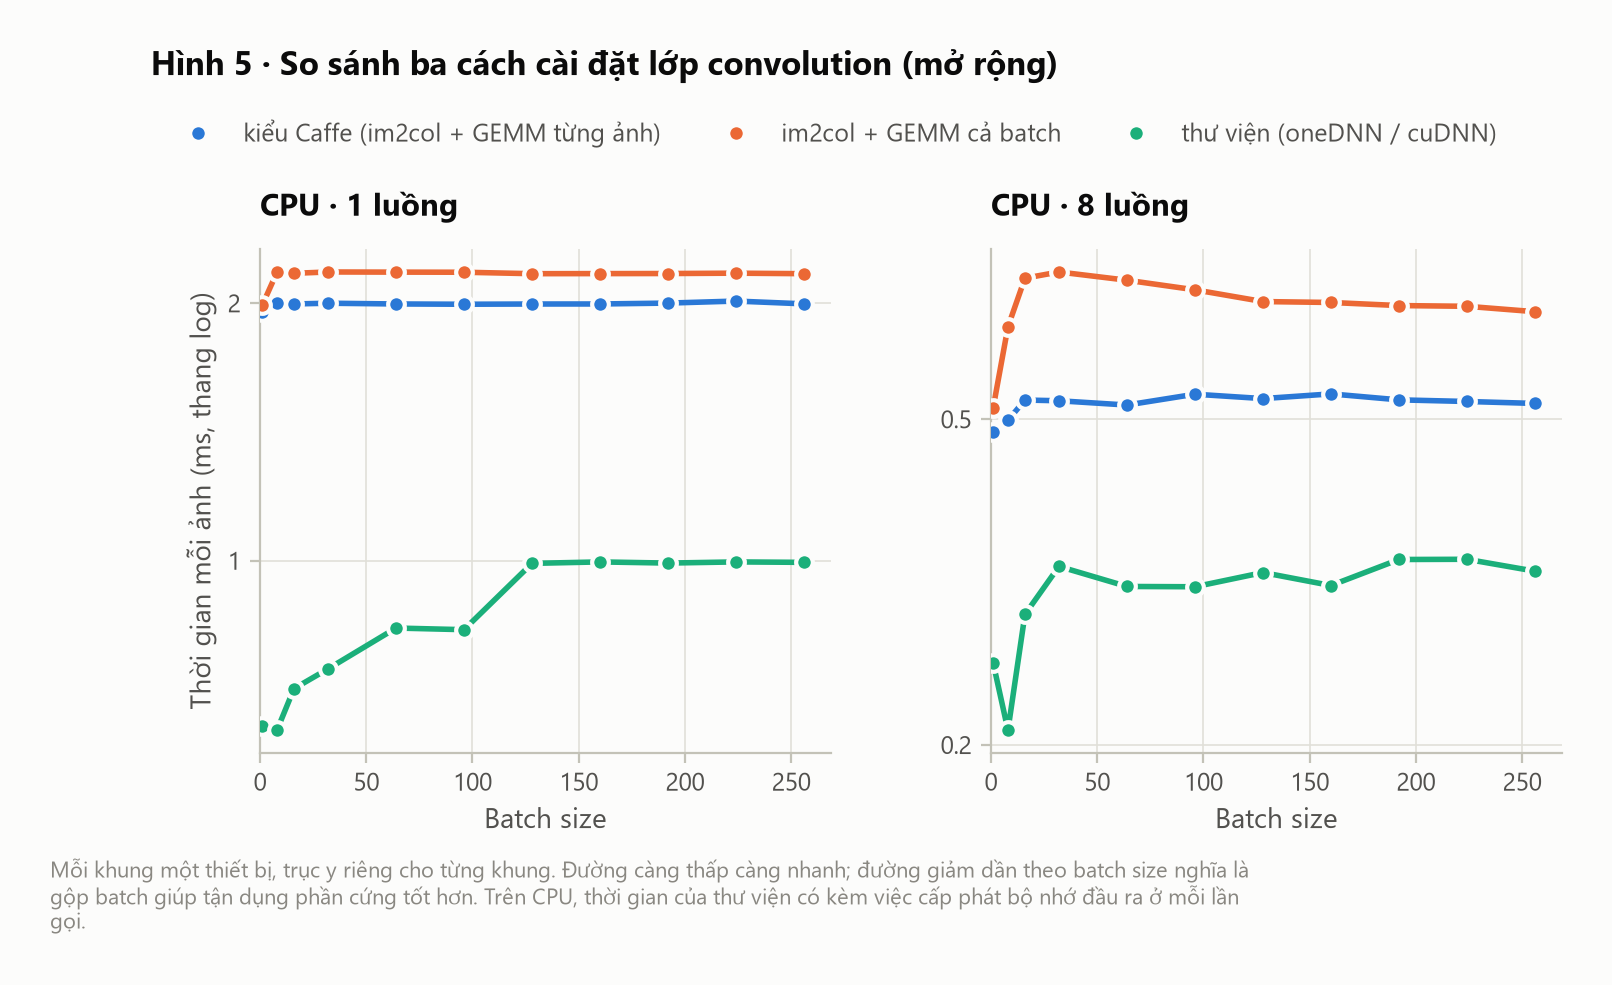 Hình 5 · So sánh ba cách cài đặt lớp convolution (mở rộng)
kiểu Caffe (im2col + GEMM từng ảnh)
im2col + GEMM cả batch
thư viện (oneDNN / cuDNN)
CPU · 1 luồng
Thời gian mỗi ảnh (ms, thang log)
2
1
0 50 100 150 200 250
Batch size
CPU · 8 luồng
0.5
0.2
0 50 100 150 200 250
Batch size
Mỗi khung một thiết bị, trục y riêng cho từng khung. Đường càng thấp càng nhanh; đường giảm dần theo batch size nghĩa là
gộp batch giúp tận dụng phần cứng tốt hơn. Trên CPU, thời gian của thư viện có kèm việc cấp phát bộ nhớ đầu ra ở mỗi lần
gọi.